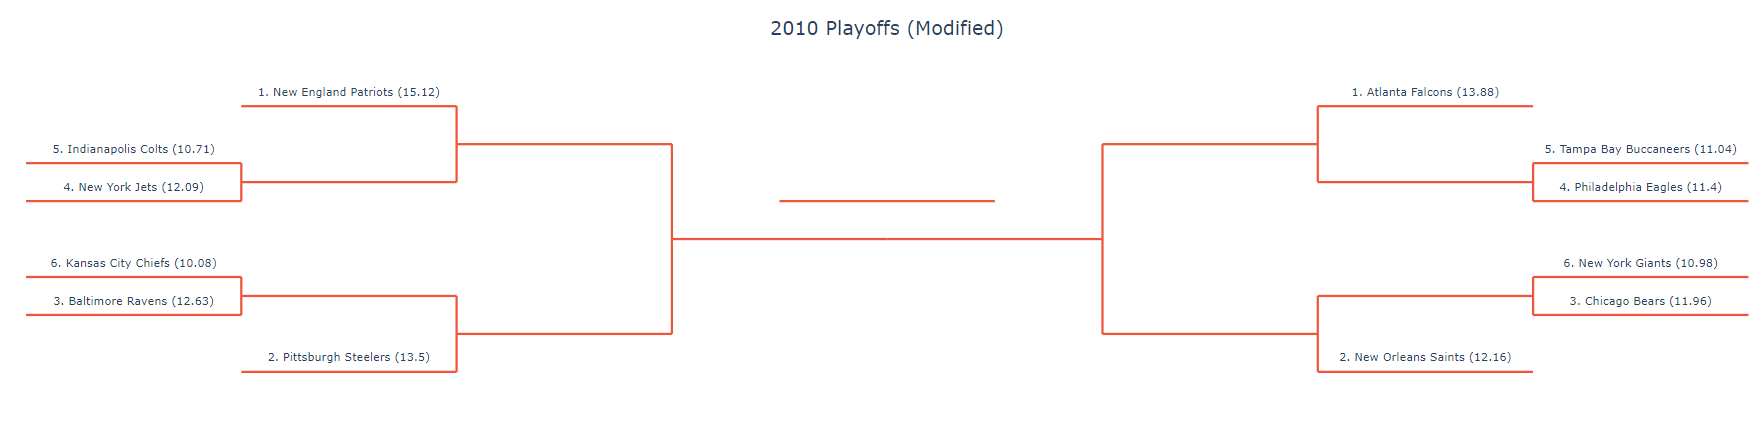 2010 Playoffs (Modified)
1. New England Patriots (15.12)
5. Indianapolis Colts (10.71)
4. New York Jets (12.09)
6. Kansas City Chiefs (10.08)
3. Baltimore Ravens (12.63)
2. Pittsburgh Steelers (13.5)
1. Atlanta Falcons (13.88)
5. Tampa Bay Buccaneers (11.04)
4. Philadelphia Eagles (11.4)
6. New York Giants (10.98)
3. Chicago Bears (11.96)
2. New Orleans Saints (12.16)